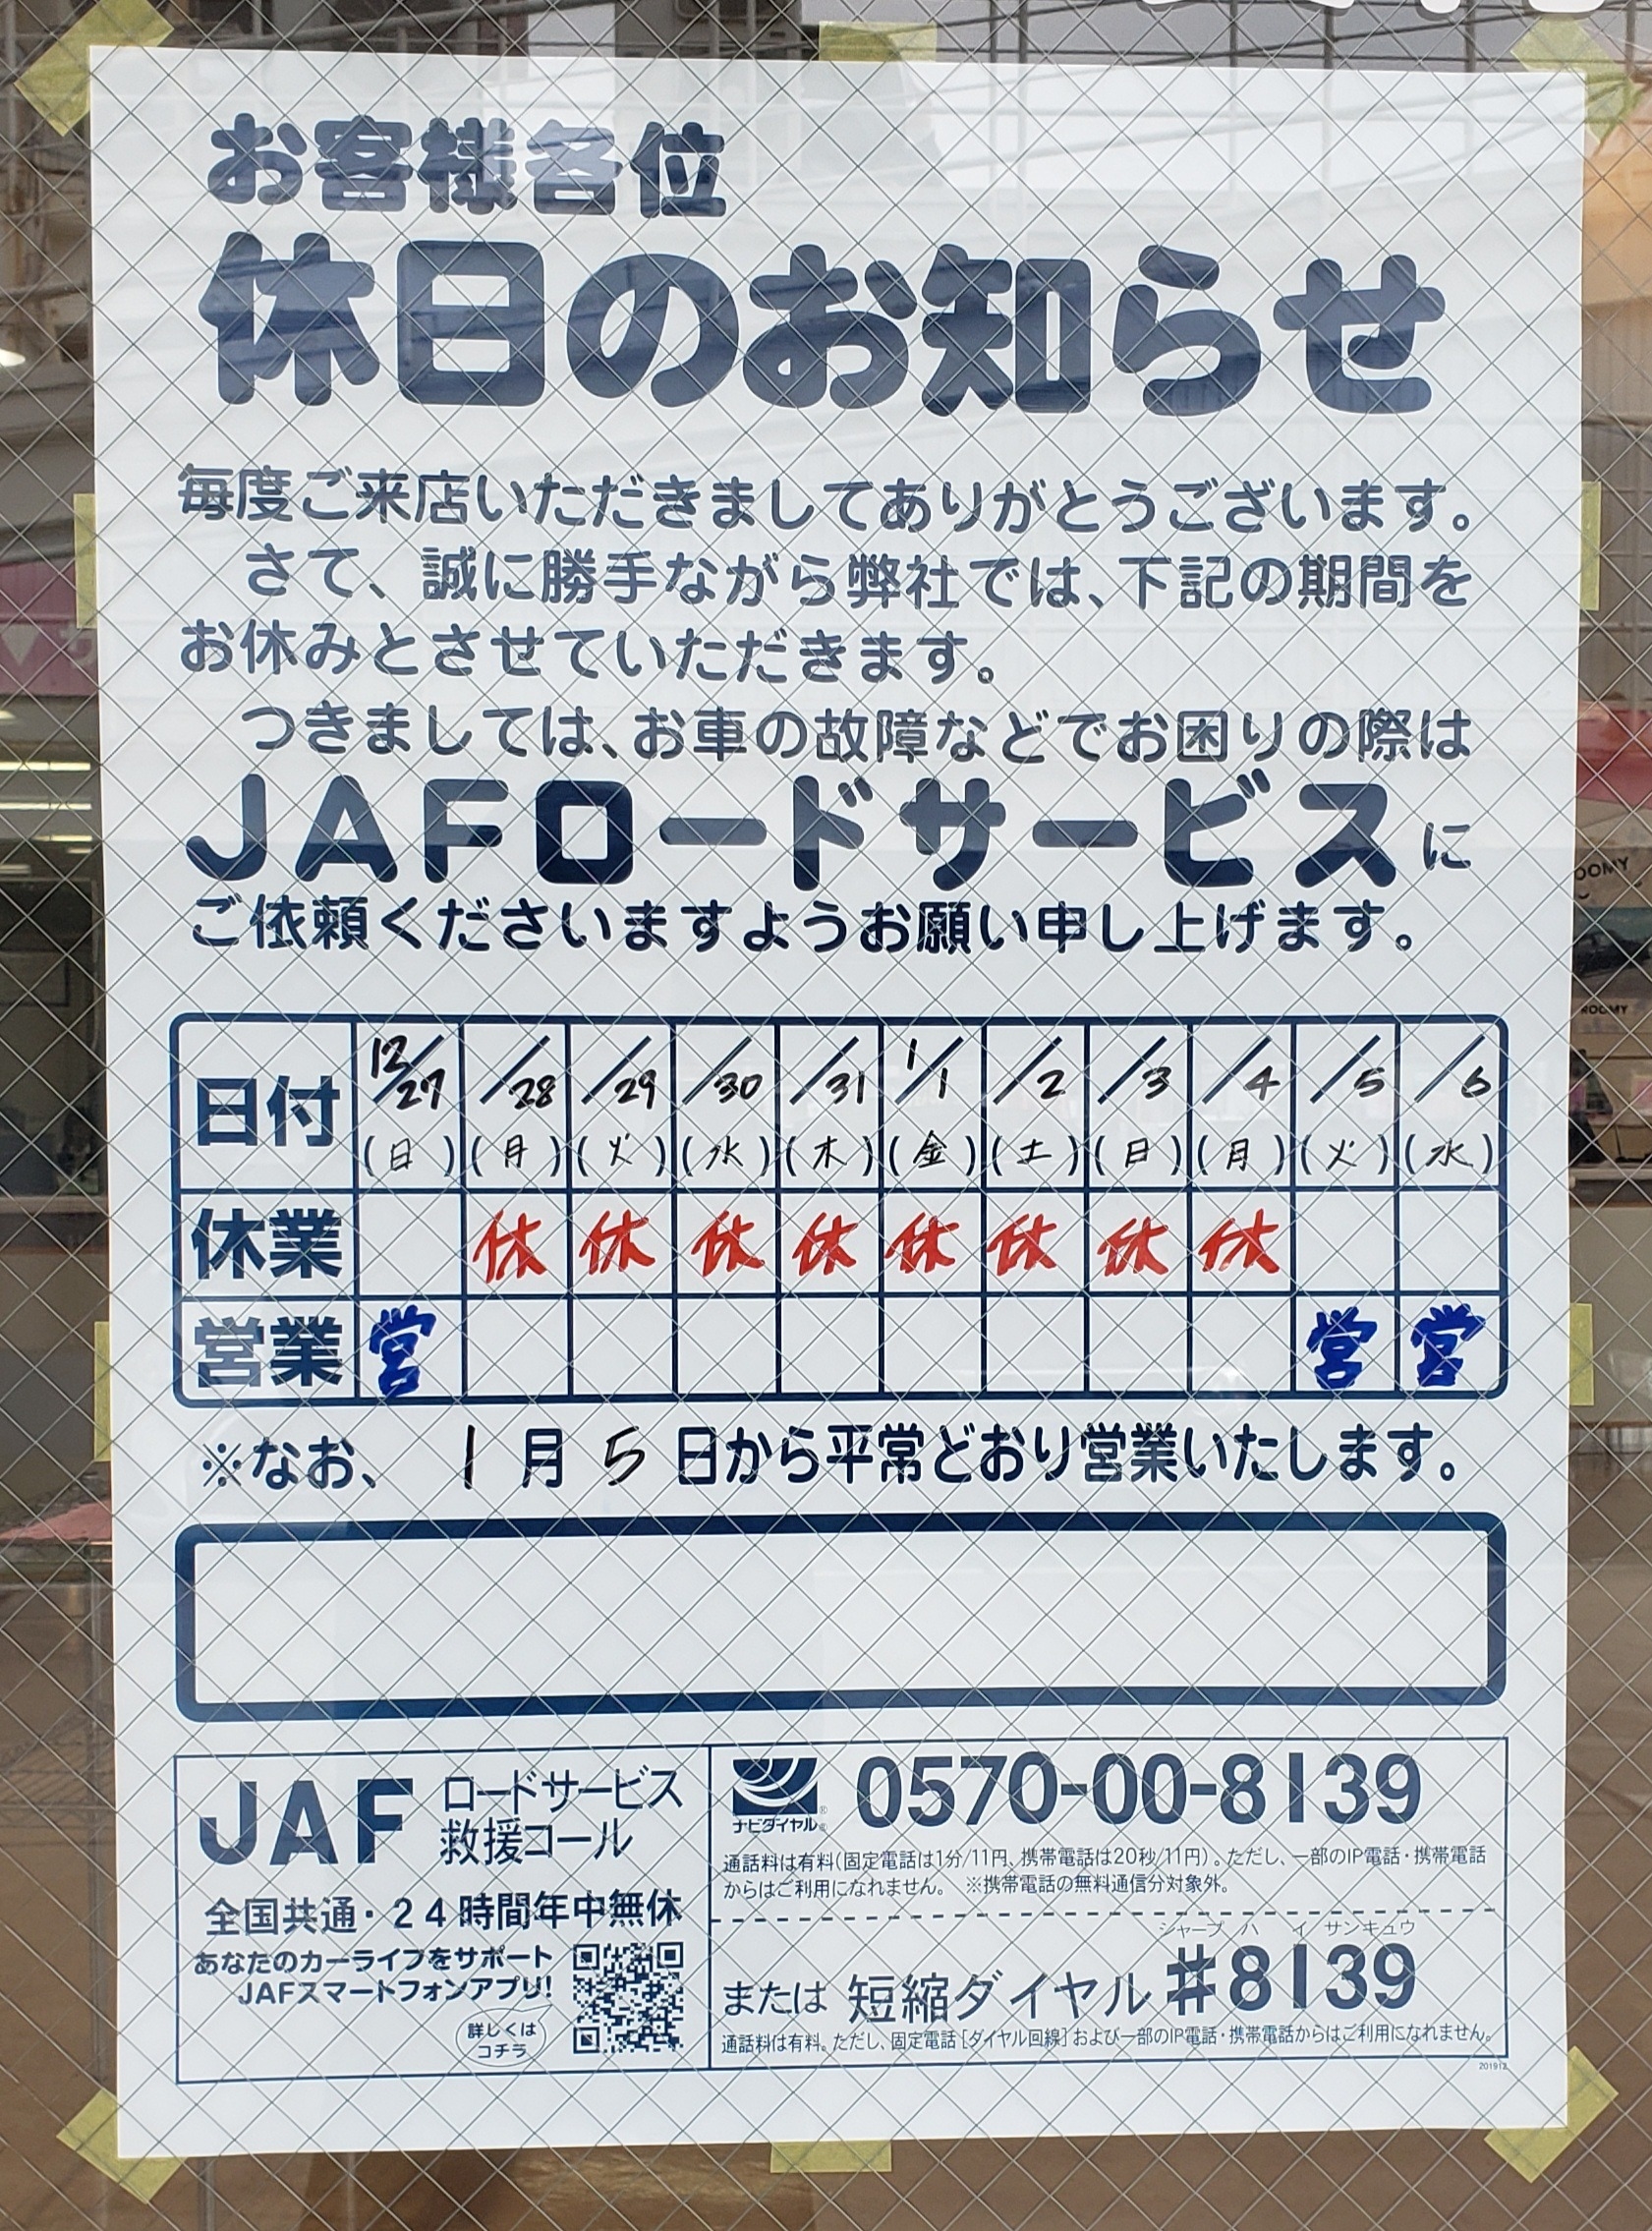 お客様各位
休日のお知らせ
毎度ご来店いただきましてありがとうございます。
さて、誠に勝手ながら弊社では、下記の期間を
お休みとさせていただきます。
つきましては、お車の故障などでお困りの際は
JAFロードサービスに
ご依頼くださいますようお願い申し上げます。
日付 12/27 /28 /29 /30 /31 1/1 /2 /3 /4 /5 /6
(日) (月) (火) (水) (木) (金) (土) (日) (月) (火) (水)
休業 休 休 休 休 休 休 休 休
営業 営 営 営
※なお、1月5日から平常どおり営業いたします。
JAF ロードサービス
救援コール
全国共通・24時間年中無休
あなたのカーライフをサポート
JAFスマートフォンアプリ!
詳しくは
コチラ
ナビダイヤル® 0570-00-8139
通話料は有料(固定電話は1分/11円、携帯電話は20秒/11円)。ただし、一部のIP電話・携帯電話
からはご利用になれません。 ※携帯電話の無料通信分対象外。
シャープ ハ イ サンキュウ
または 短縮ダイヤル #8139
通話料は有料。ただし、固定電話[ダイヤル回線]および一部のIP電話・携帯電話からはご利用になれません。
201912
ROOMY